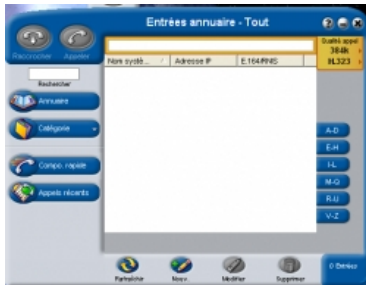 Entrées annuaire - Tout
Raccrocher Appeler
Qualité appel
384k
H.323
Nom systè... / Adresse IP E.164/RNIS
Rechercher
Annuaire
Catégorie
Compo. rapide
Appels récents
A-D
E-H
I-L
M-Q
R-U
V-Z
Rafraîchir Nouv. Modifier Supprimer
0 Entrées